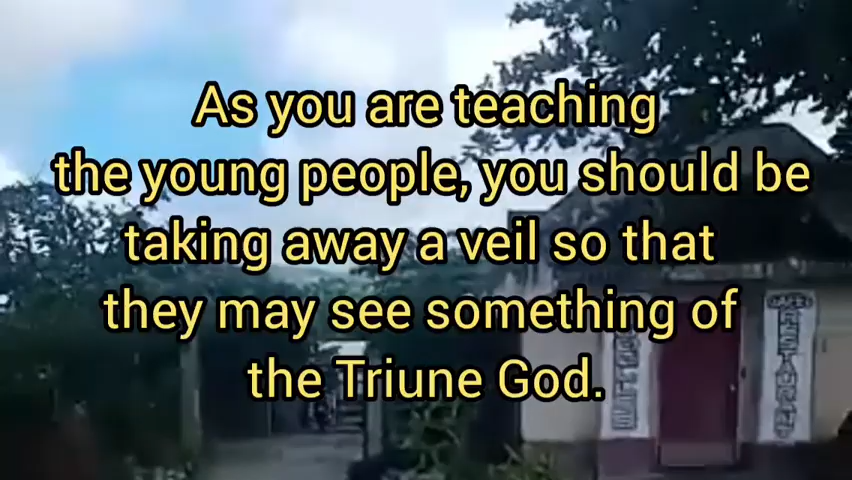 As you are teaching
the young people, you should be
taking away a veil so that
they may see something of
the Triune God.